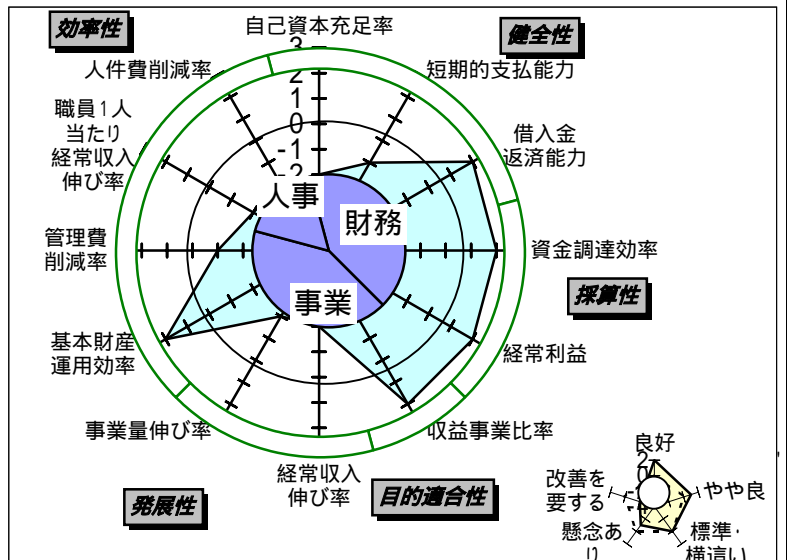 効率性
自己資本充足率
健全性
人件費削減率
短期的支払能力
3
2
1
0
-1
-2
職員1人
当たり
経常収入
伸び率
借入金
返済能力
人事
財務
管理費
削減率
資金調達効率
採算性
事業
基本財産
運用効率
経常利益
事業量伸び率
収益事業比率
経常収入
伸び率
発展性
目的適合性
良好
2
0
改善を
要する
やや良
懸念あ
り
標準・
横這い